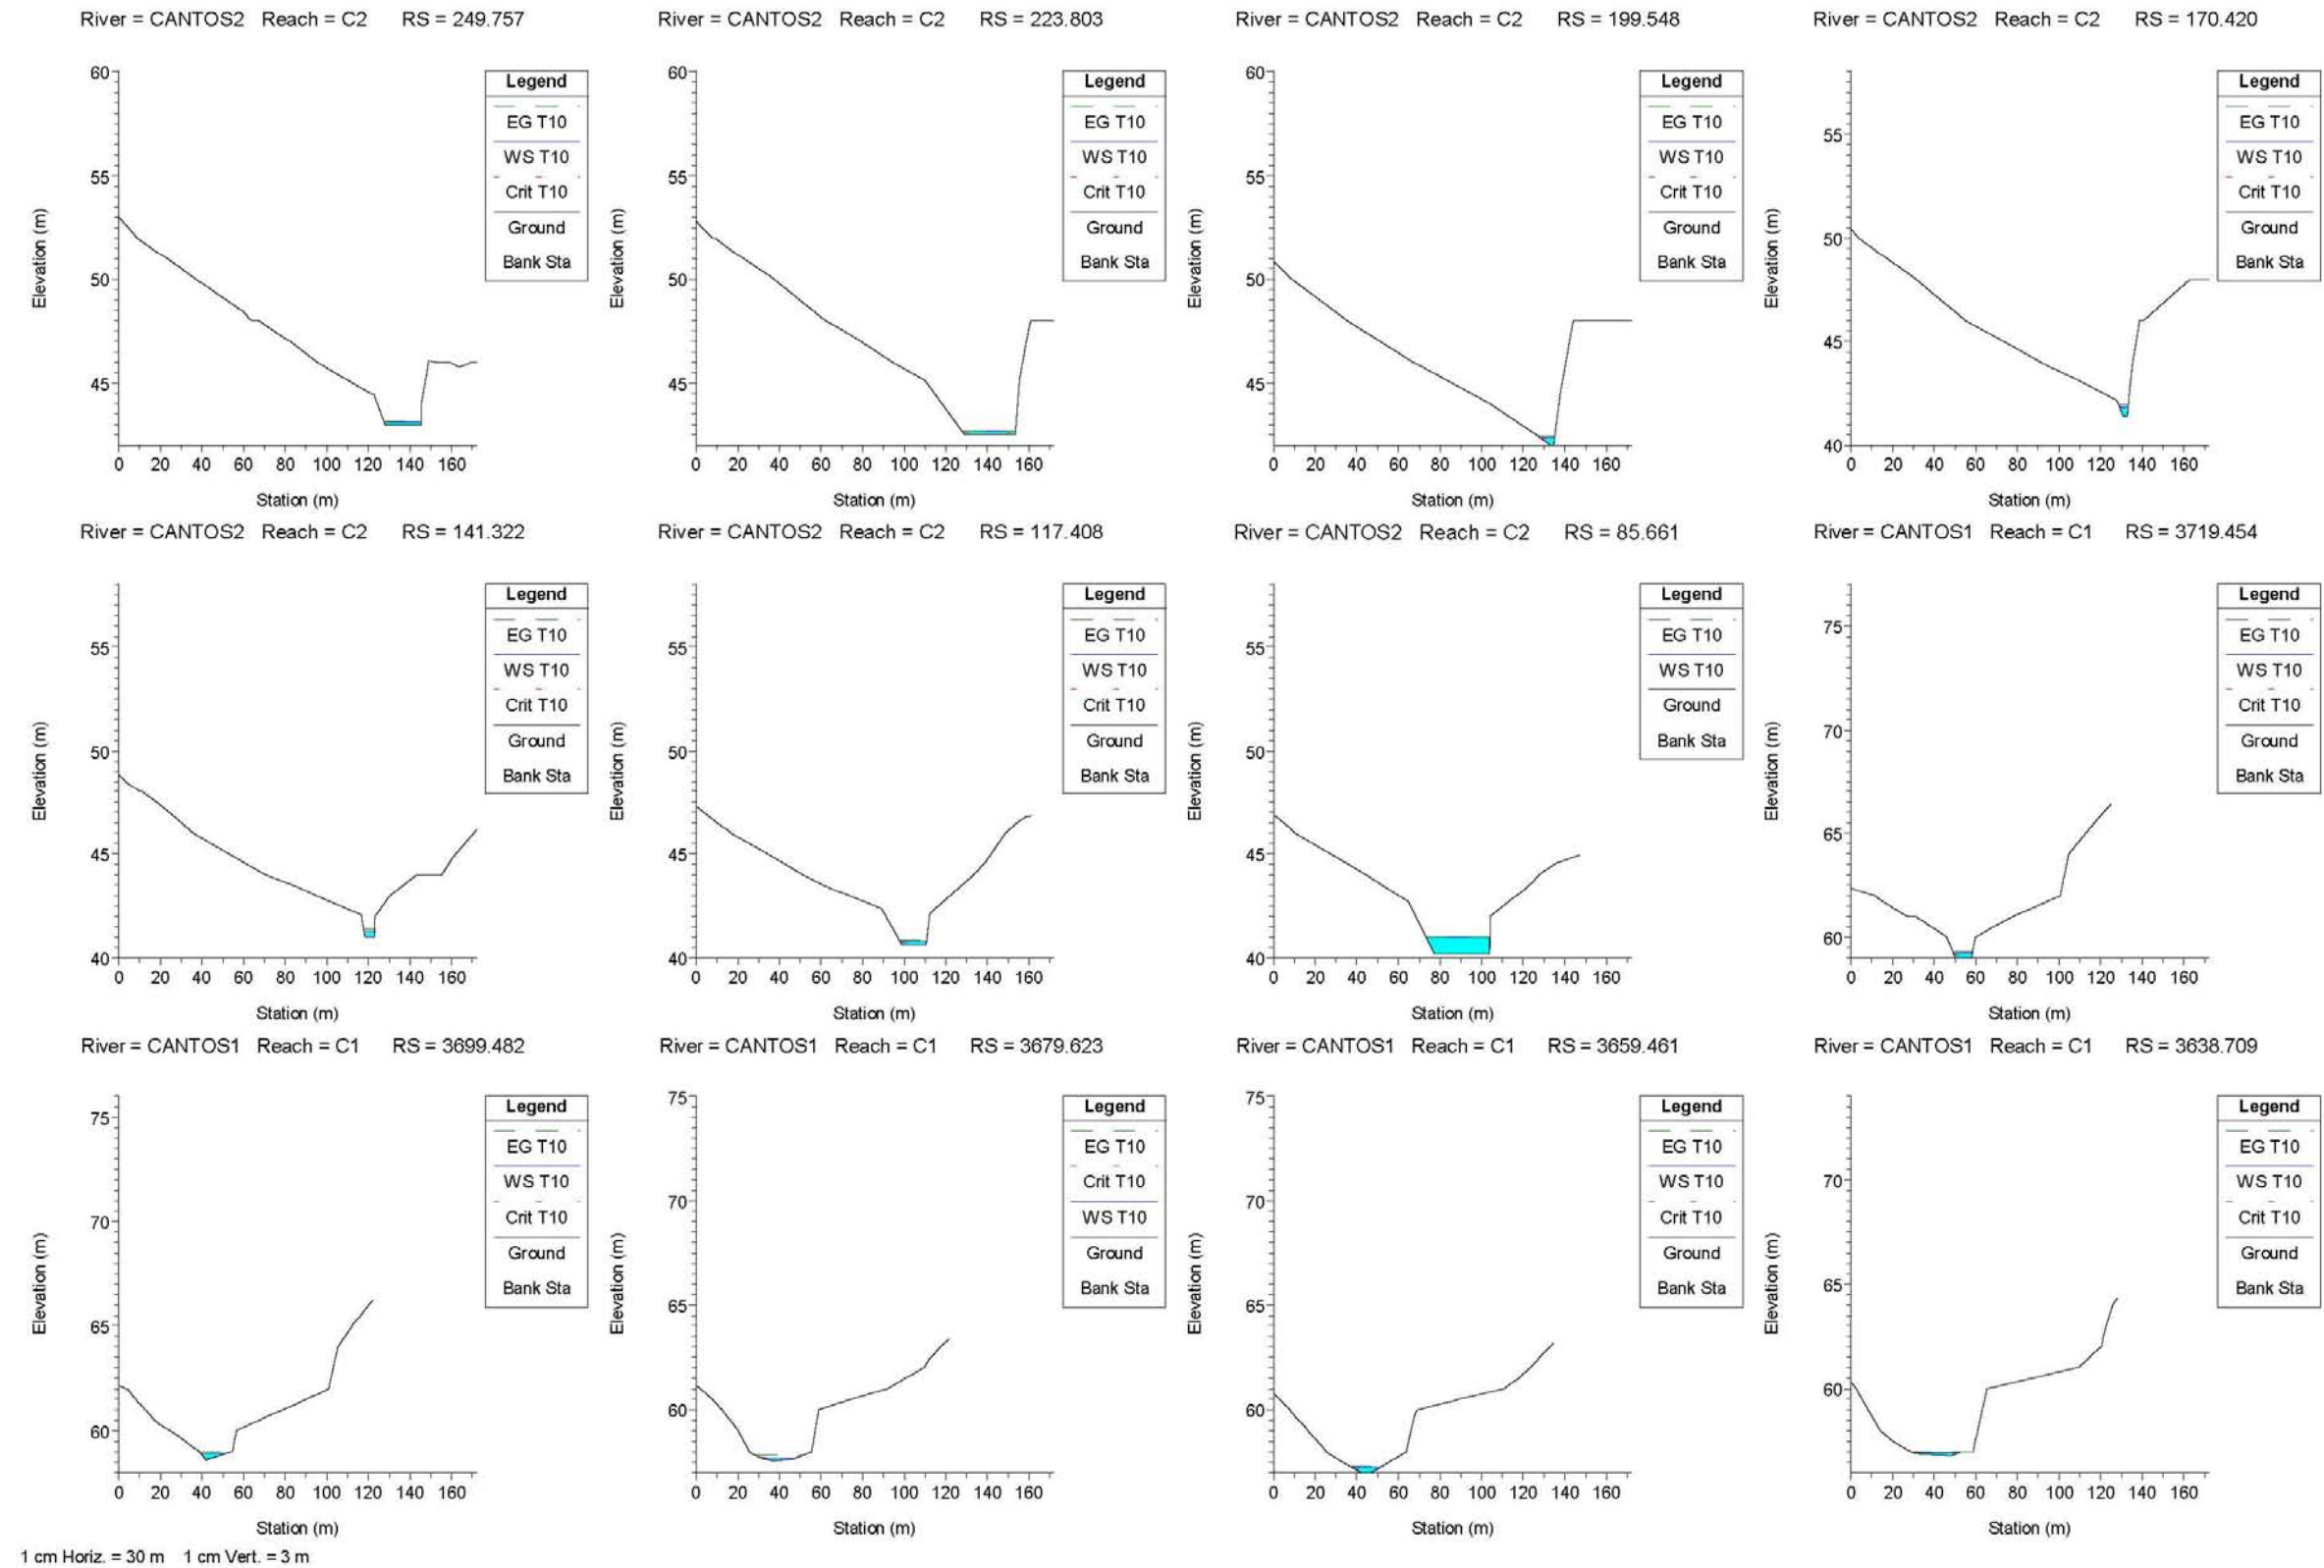 River = CANTOS2 Reach = C2 RS = 249.757
60
55
50
45
0 20 40 60 80 100 120 140 160
Elevation (m)
Station (m)
Legend
EG T10
WS T10
Crit T10
Ground
Bank Sta
River = CANTOS2 Reach = C2 RS = 223.803
60
55
50
45
0 20 40 60 80 100 120 140 160
Elevation (m)
Station (m)
Legend
EG T10
WS T10
Crit T10
Ground
Bank Sta
River = CANTOS2 Reach = C2 RS = 199.548
60
55
50
45
0 20 40 60 80 100 120 140 160
Elevation (m)
Station (m)
Legend
EG T10
WS T10
Crit T10
Ground
Bank Sta
River = CANTOS2 Reach = C2 RS = 170.420
55
50
45
40
0 20 40 60 80 100 120 140 160
Elevation (m)
Station (m)
Legend
EG T10
WS T10
Crit T10
Ground
Bank Sta
River = CANTOS2 Reach = C2 RS = 141.322
55
50
45
40
0 20 40 60 80 100 120 140 160
Elevation (m)
Station (m)
Legend
EG T10
WS T10
Crit T10
Ground
Bank Sta
River = CANTOS2 Reach = C2 RS = 117.408
55
50
45
40
0 20 40 60 80 100 120 140 160
Elevation (m)
Station (m)
Legend
EG T10
WS T10
Crit T10
Ground
Bank Sta
River = CANTOS2 Reach = C2 RS = 85.661
55
50
45
40
0 20 40 60 80 100 120 140 160
Elevation (m)
Station (m)
Legend
EG T10
WS T10
Ground
Bank Sta
River = CANTOS1 Reach = C1 RS = 3719.454
75
70
65
60
0 20 40 60 80 100 120 140 160
Elevation (m)
Station (m)
Legend
EG T10
WS T10
Crit T10
Ground
Bank Sta
River = CANTOS1 Reach = C1 RS = 3699.482
75
70
65
60
0 20 40 60 80 100 120 140 160
Elevation (m)
Station (m)
Legend
EG T10
WS T10
Crit T10
Ground
Bank Sta
River = CANTOS1 Reach = C1 RS = 3679.623
75
70
65
60
0 20 40 60 80 100 120 140 160
Elevation (m)
Station (m)
Legend
EG T10
Crit T10
WS T10
Ground
Bank Sta
River = CANTOS1 Reach = C1 RS = 3659.461
75
70
65
60
0 20 40 60 80 100 120 140 160
Elevation (m)
Station (m)
Legend
EG T10
WS T10
Crit T10
Ground
Bank Sta
River = CANTOS1 Reach = C1 RS = 3638.709
70
65
60
0 20 40 60 80 100 120 140 160
Elevation (m)
Station (m)
Legend
EG T10
WS T10
Crit T10
Ground
Bank Sta
1 cm Horiz. = 30 m 1 cm Vert. = 3 m